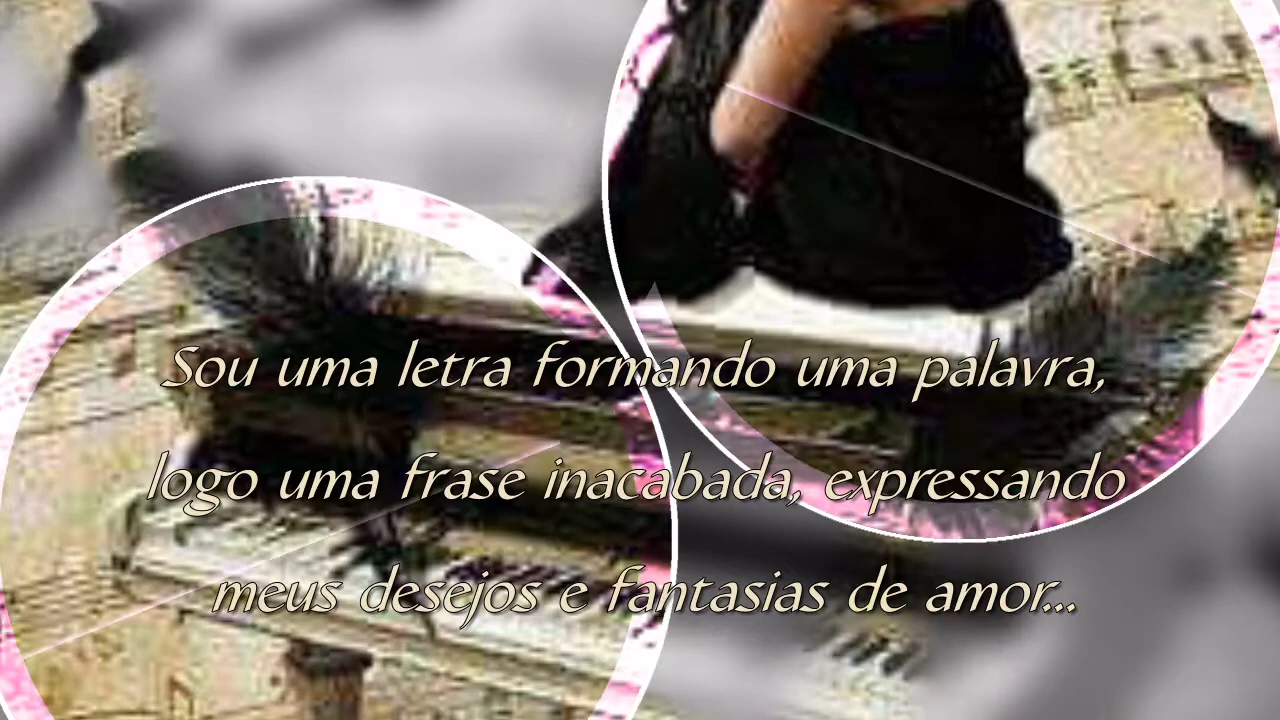 Sou uma letra formando uma palavra,
logo uma frase inacabada, expressando
meus desejos e fantasias de amor...